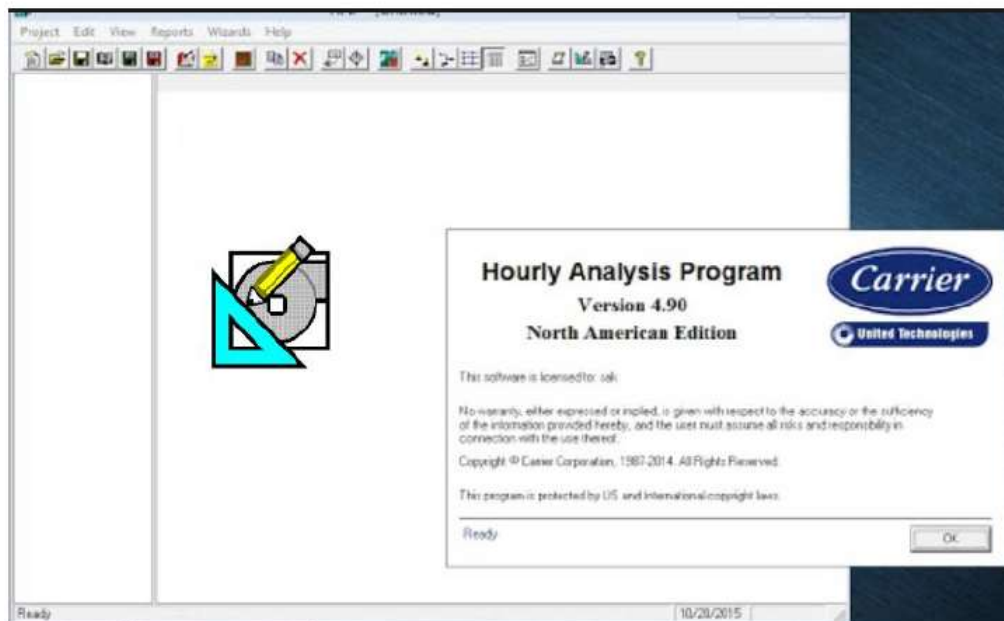 Project Edit View Reports Wizards Help
Hourly Analysis Program
Version 4.90
North American Edition
Carrier
United Technologies
This software is licensed to: sak
No warranty, either expressed or implied, is given with respect to the accuracy or the sufficiency
of the information provided hereby, and the user must assume all risks and responsibility in
connection with the use thereof.
Copyright © Carrier Corporation, 1987-2014. All Rights Reserved.
This program is protected by US and International copyright laws.
Ready
OK
Ready
10/20/2015